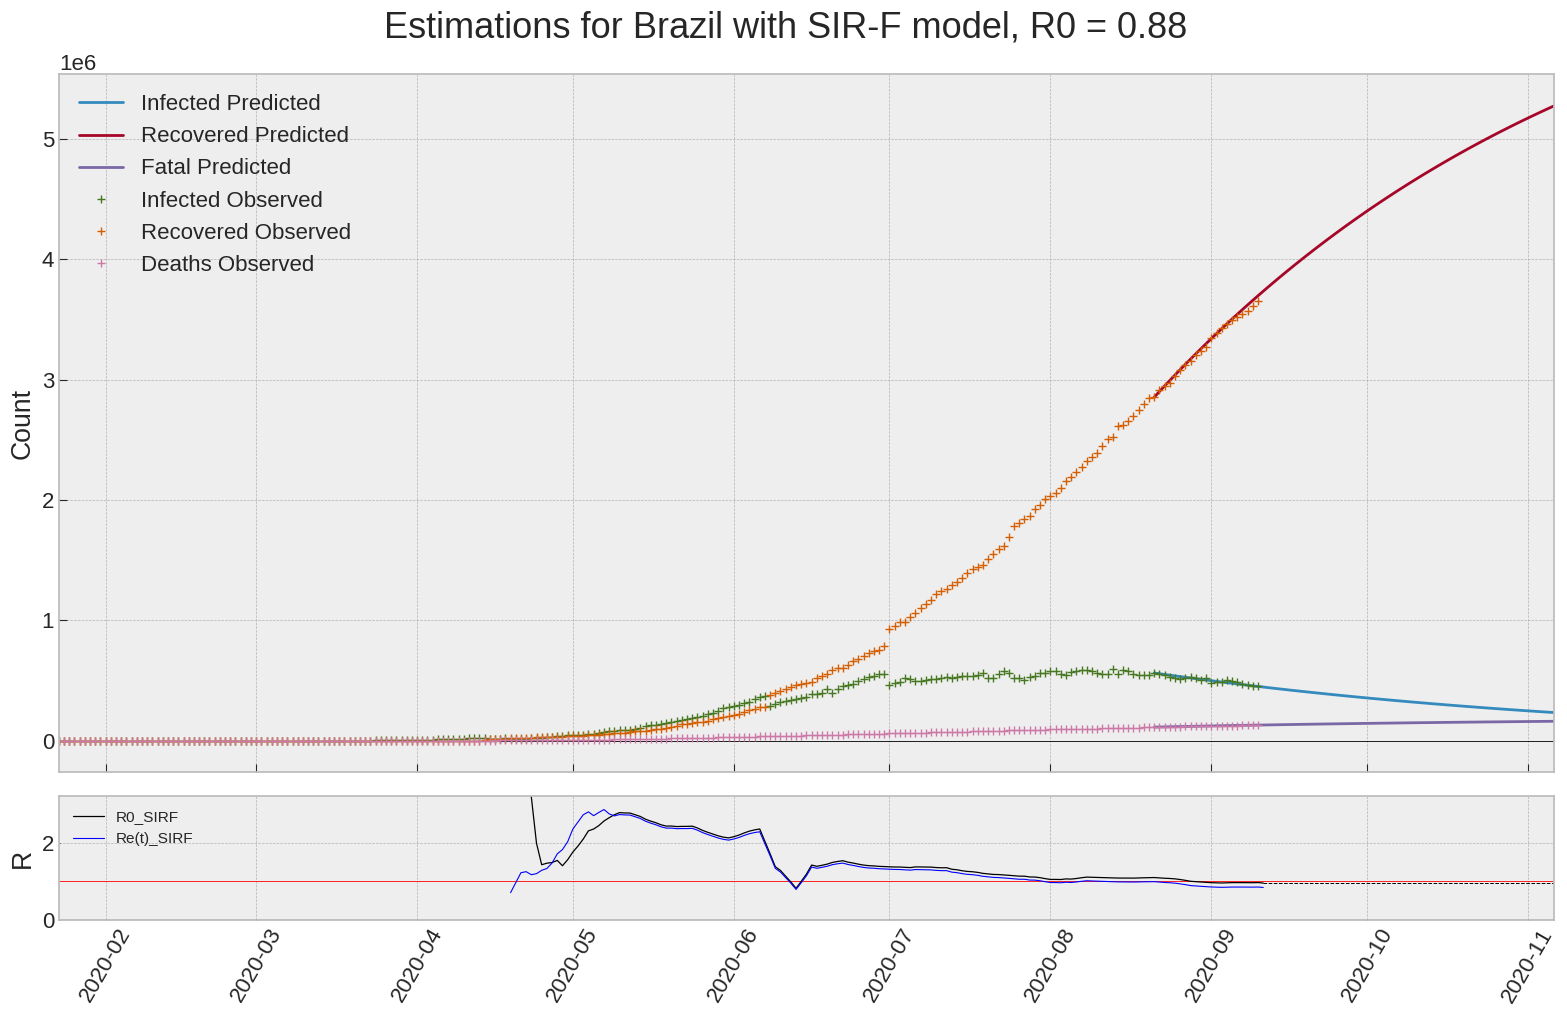 Estimations for Brazil with SIR-F model, R0 = 0.88
1e6
Infected Predicted
Recovered Predicted
Fatal Predicted
Infected Observed
Recovered Observed
Deaths Observed
5
4
3
2
1
0
Count
R0_SIRF
Re(t)_SIRF
2
0
R
2020-02
2020-03
2020-04
2020-05
2020-06
2020-07
2020-08
2020-09
2020-10
2020-11